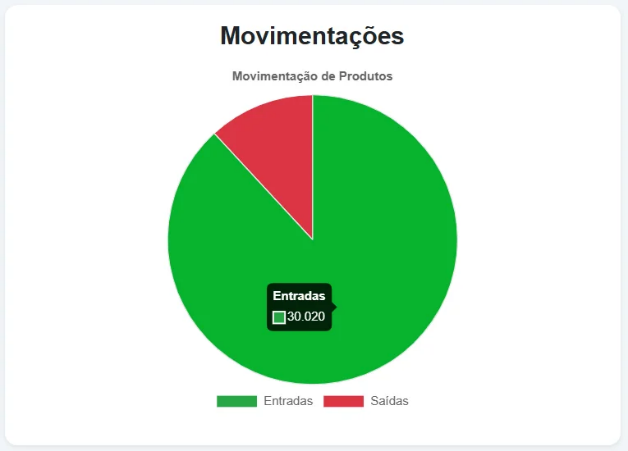 Movimentações
Movimentação de Produtos
Entradas
30.020
Entradas Saídas